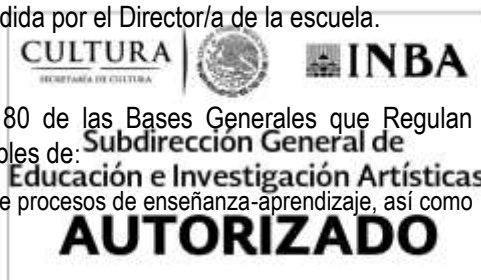 dida por el Director/a de la escuela.
CULTURA
SECRETARÍA DE CULTURA
INBA
80 de las Bases Generales que Regulan
bles de:
Subdirección General de
Educación e Investigación Artísticas
e procesos de enseñanza-aprendizaje, así como
AUTORIZADO